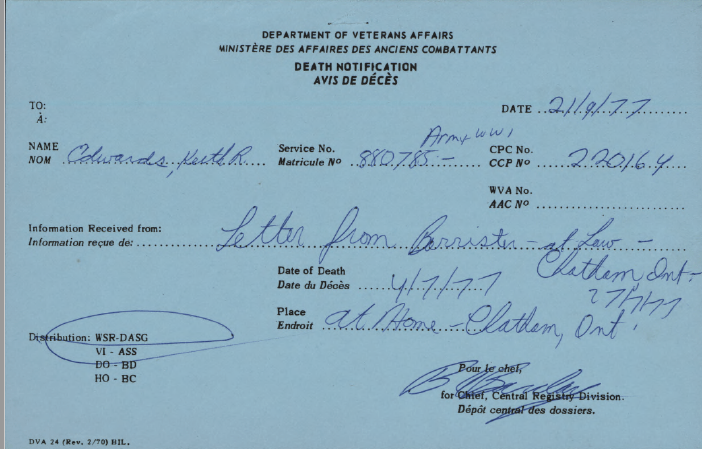 DEPARTMENT OF VETERANS AFFAIRS
MINISTÈRE DES AFFAIRES DES ANCIENS COMBATTANTS
DEATH NOTIFICATION
AVIS DE DÉCÈS
TO:
À:
DATE 21/9/77
Army WW1
NAME Service No. CPC No.
NOM Edwards, Keith R. Matricule Nº 880785 - CCP Nº 220164
WVA No.
AAC Nº
Information Received from:
Information reçue de: Letter from Barrister - at Law -
Chatham, Ont -
27/7/77
Date of Death
Date du Décès 4/7/77
Place
Endroit at Home - Chatham, Ont.
Distribution: WSR-DASG
VI - ASS
DO - BD
HO - BC
Pour le chef,
for Chief, Central Registry Division.
Dépôt central des dossiers.
DVA 24 (Rev. 2/70) BIL.